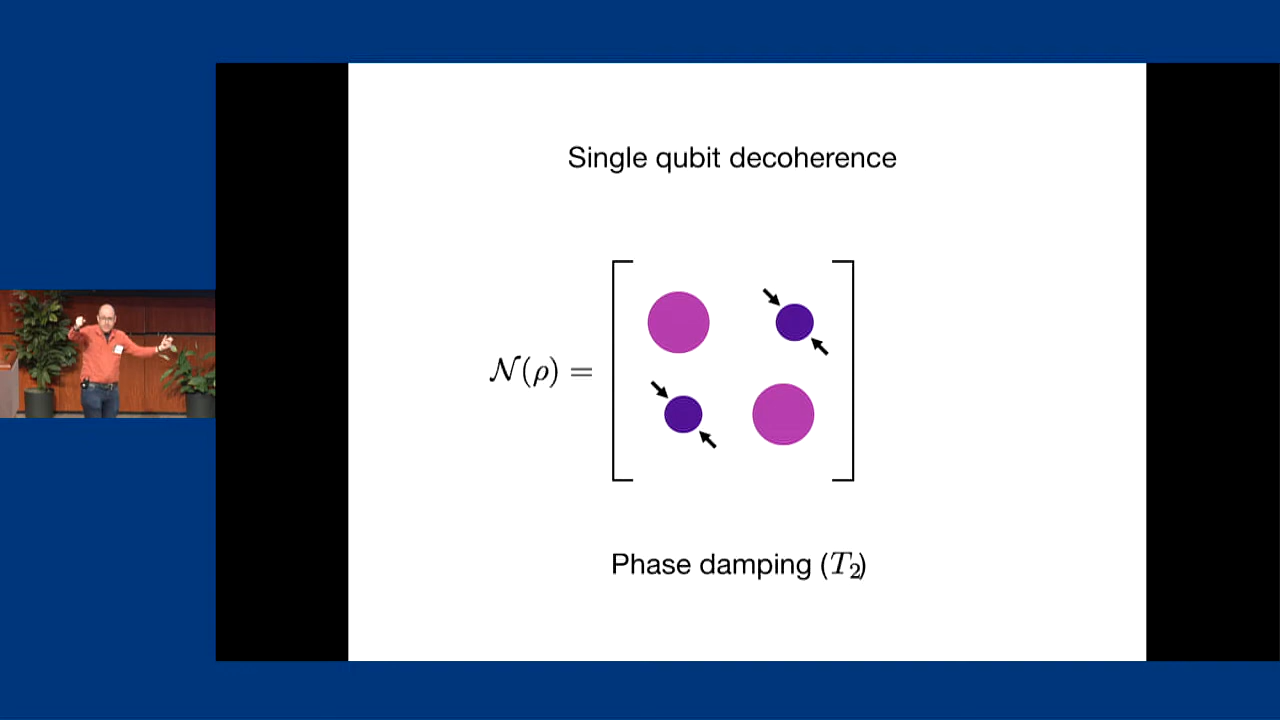 Single qubit decoherence
𝒩(ρ) =
Phase damping (T₂)